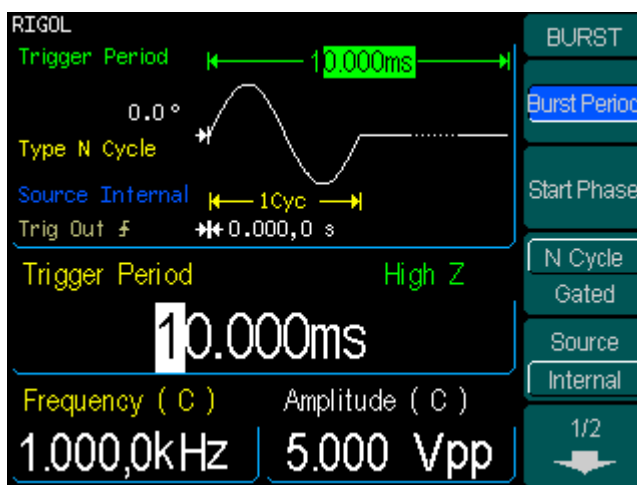 RIGOL
BURST
Trigger Period
10.000ms
Burst Period
0.0°
Type N Cycle
Start Phase
Source Internal
1Cyc
Trig Out
0.000,0 s
N Cycle
Gated
Trigger Period
High Z
10.000ms
Source
Internal
Frequency ( C )
Amplitude ( C )
1.000,0kHz
5.000 Vpp
1/2